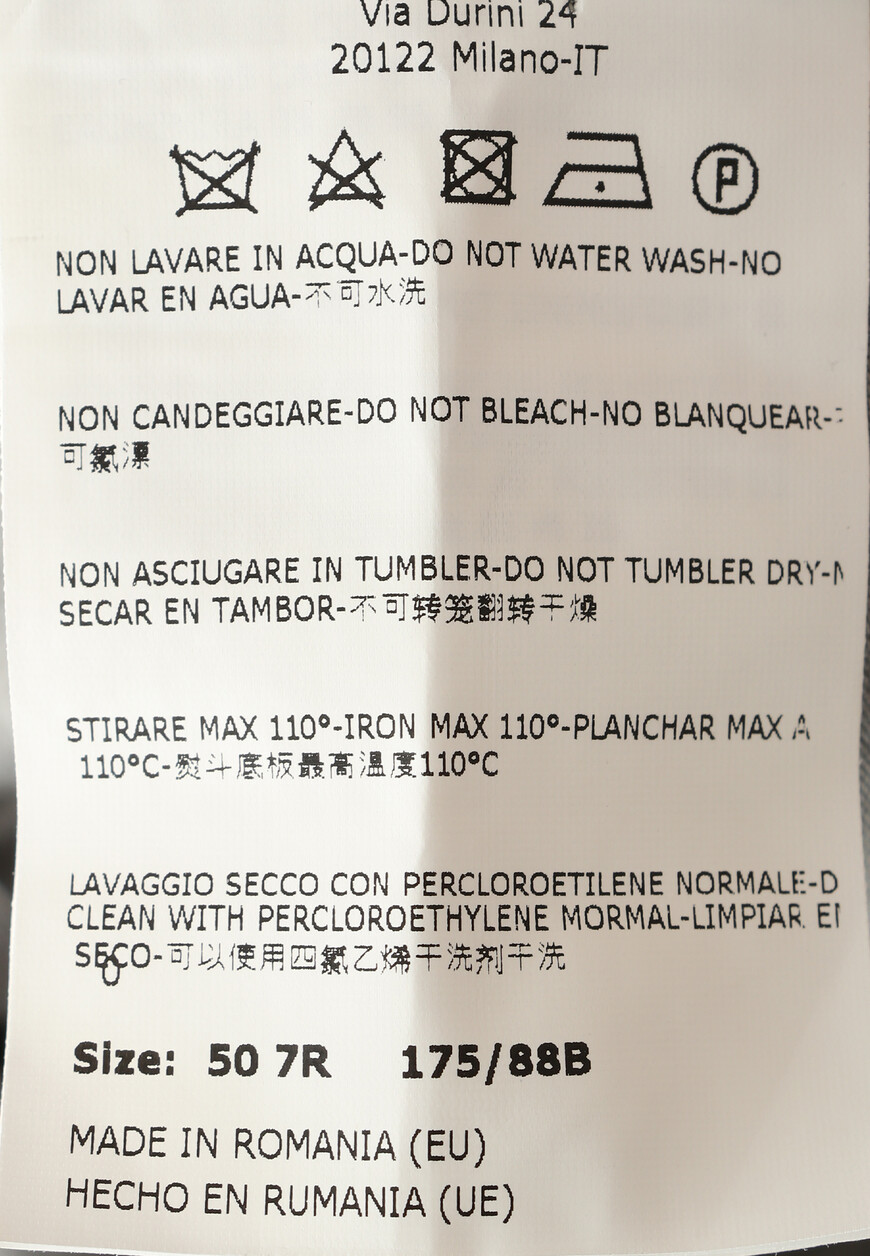 Via Durini 24
20122 Milano-IT
P
NON LAVARE IN ACQUA-DO NOT WATER WASH-NO
LAVAR EN AGUA-不可水洗
NON CANDEGGIARE-DO NOT BLEACH-NO BLANQUEAR-
可氯漂
NON ASCIUGARE IN TUMBLER-DO NOT TUMBLER DRY-
SECAR EN TAMBOR-不可转笼翻转干燥
STIRARE MAX 110°-IRON MAX 110°-PLANCHAR MAX A
110°C-熨斗底板最高温度110°C
LAVAGGIO SECCO CON PERCLOROETILENE NORMALE-D
CLEAN WITH PERCLOROETHYLENE MORMAL-LIMPIAR
SECO-可以使用四氯乙烯干洗剂干洗
Size: 50 7R 175/88B
MADE IN ROMANIA (EU)
HECHO EN RUMANIA (UE)